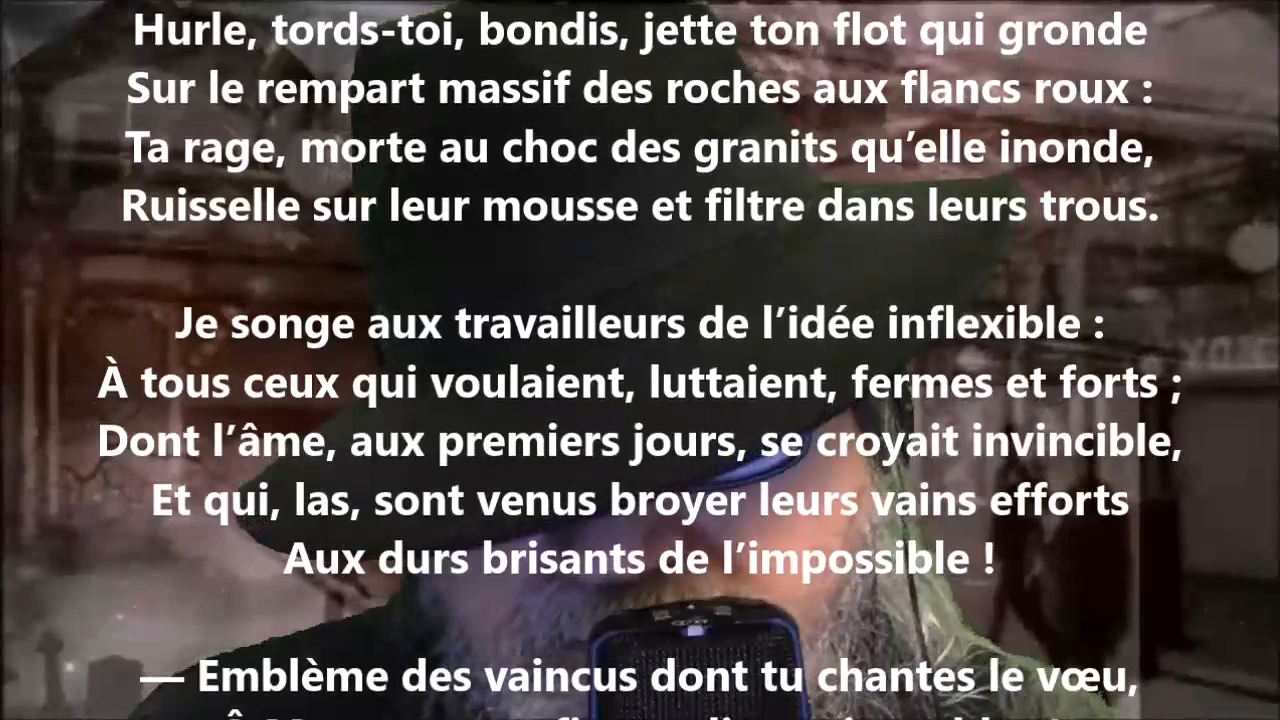 Hurle, tords-toi, bondis, jette ton flot qui gronde
Sur le rempart massif des roches aux flancs roux :
Ta rage, morte au choc des granits qu’elle inonde,
Ruisselle sur leur mousse et filtre dans leurs trous.
Je songe aux travailleurs de l’idée inflexible :
À tous ceux qui voulaient, luttaient, fermes et forts ;
Dont l’âme, aux premiers jours, se croyait invincible,
Et qui, las, sont venus broyer leurs vains efforts
Aux durs brisants de l’impossible !
— Emblème des vaincus dont tu chantes le vœu,